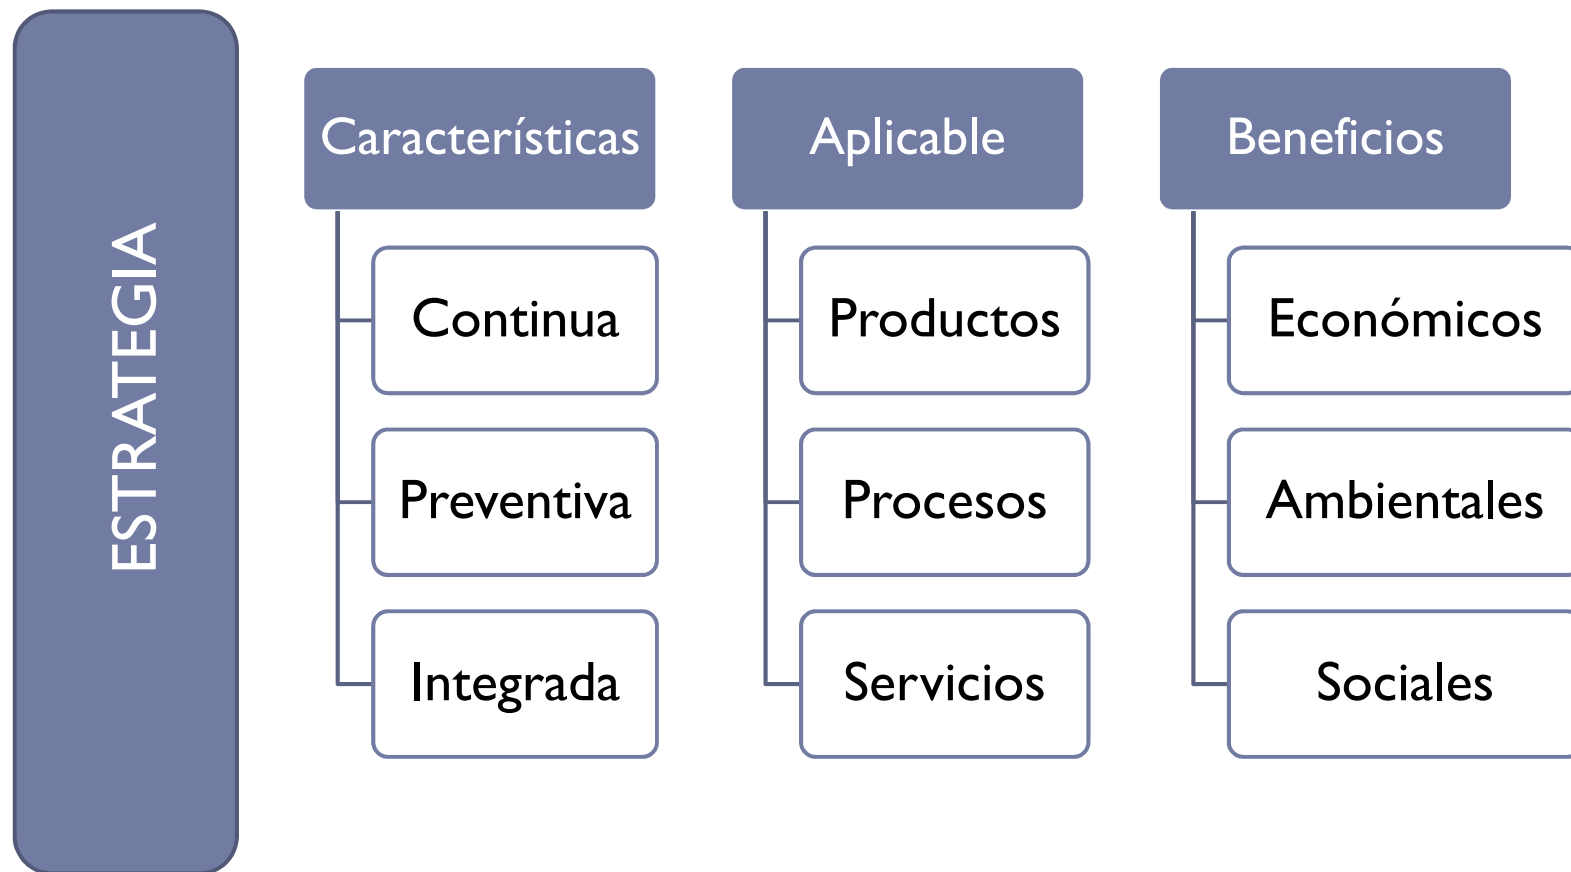 ESTRATEGIA
Características
Continua
Preventiva
Integrada
Aplicable
Productos
Procesos
Servicios
Beneficios
Económicos
Ambientales
Sociales